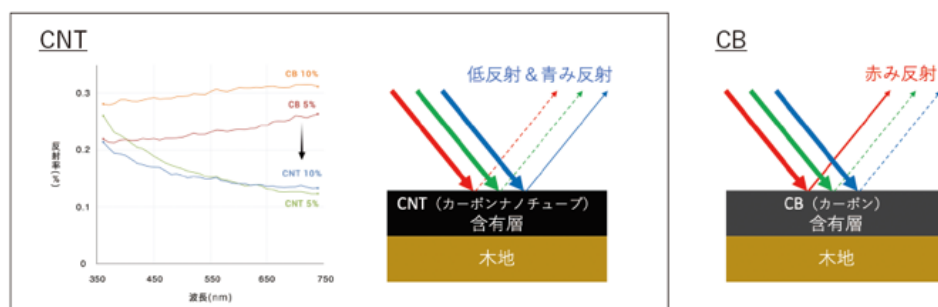 CNT
CB 10%
CB 5%
CNT 10%
CNT 5%
0.3
0.2
0.1
0
反射率(%)
350
450
550
650
750
波長(nm)
低反射＆青み反射
CNT（カーボンナノチューブ）
含有層
木地
CB
赤み反射
CB（カーボン）
含有層
木地